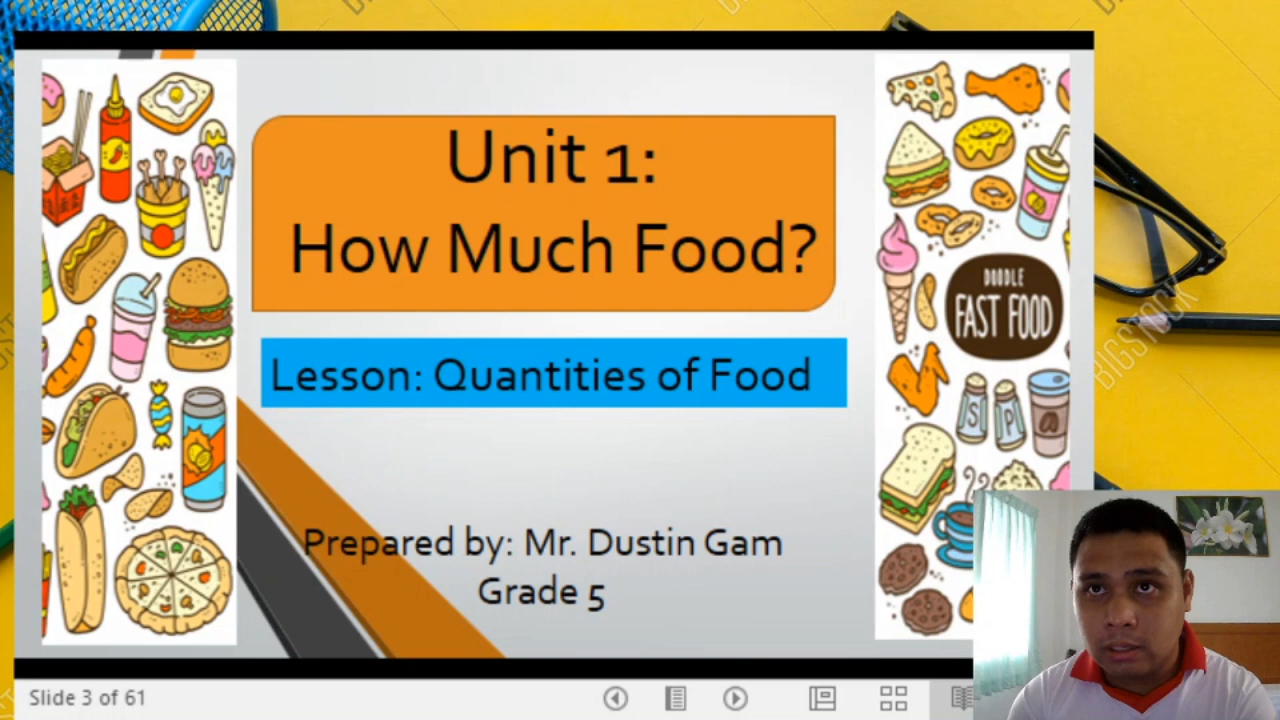 Unit 1:
How Much Food?
Lesson: Quantities of Food
Prepared by: Mr. Dustin Gam
Grade 5
DOODLE
FAST FOOD
S P
Slide 3 of 61
BIGSTOCK